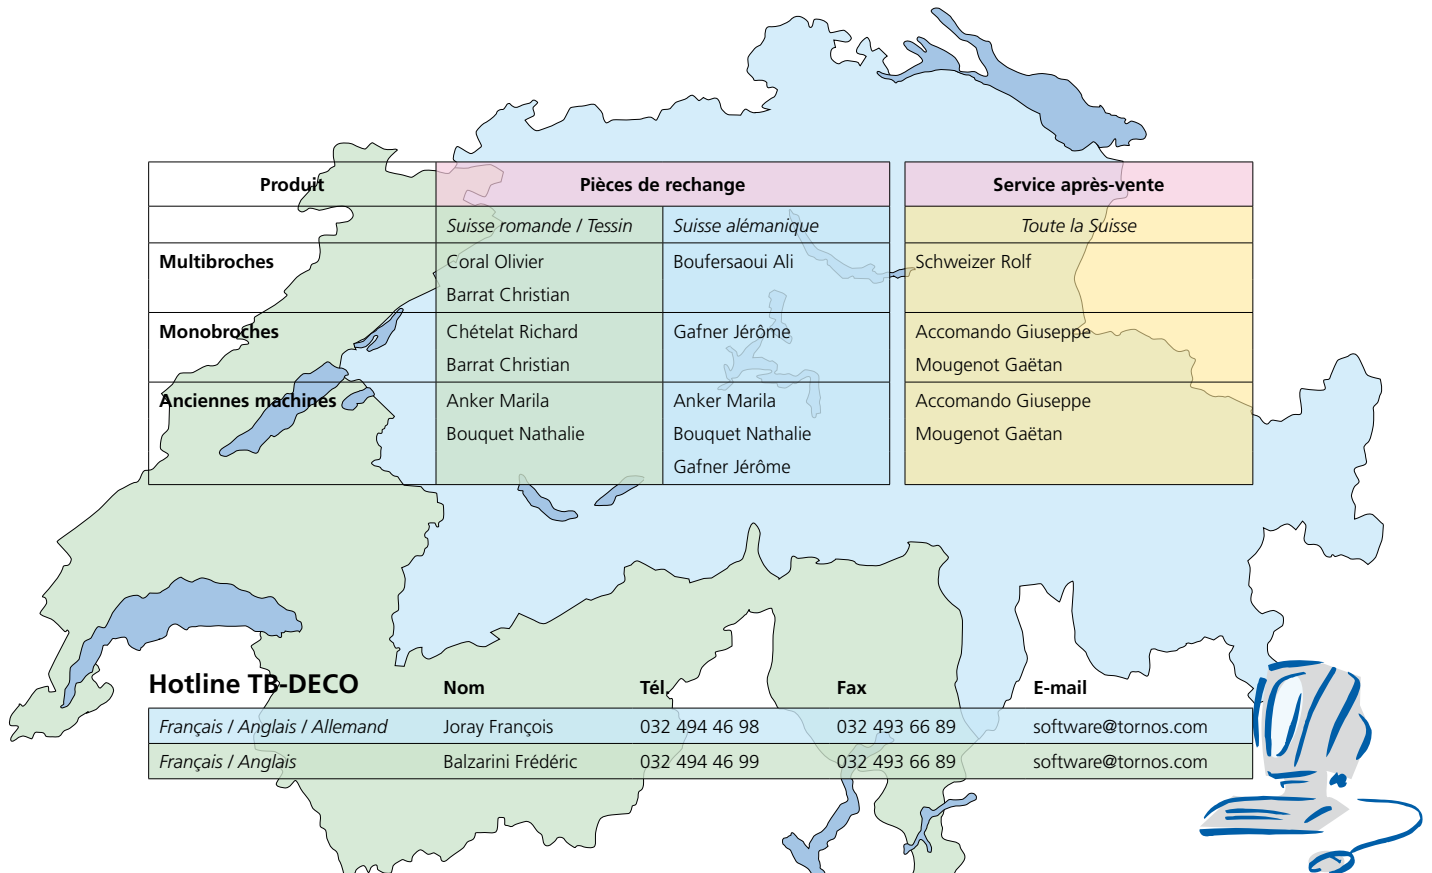 Produit Pièces de rechange Service après-vente
Suisse romande / Tessin Suisse alémanique Toute la Suisse
Multibroches Coral Olivier Boufersaoui Ali Schweizer Rolf
Barrat Christian
Monobroches Chételat Richard Gafner Jérôme Accomando Giuseppe
Barrat Christian Mougenot Gaëtan
Anciennes machines Anker Marila Anker Marila Accomando Giuseppe
Bouquet Nathalie Bouquet Nathalie Mougenot Gaëtan
Gafner Jérôme
Hotline TB-DECO Nom Tél. Fax E-mail
Français / Anglais / Allemand Joray François 032 494 46 98 032 493 66 89 software@tornos.com
Français / Anglais Balzarini Frédéric 032 494 46 99 032 493 66 89 software@tornos.com